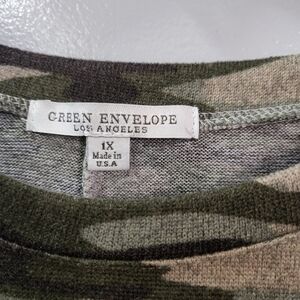 GREEN ENVELOPE
LOS ANGELES
1X
Made in
U.S.A